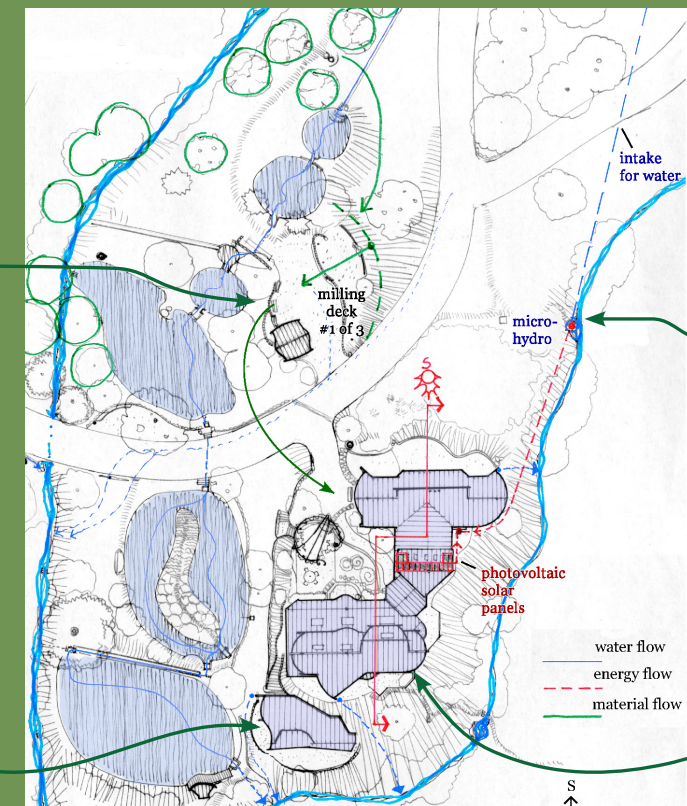 intake
for water
milling
deck
#1 of 3
micro-
hydro
S
photovoltaic
solar
panels
water flow
energy flow
material flow
S